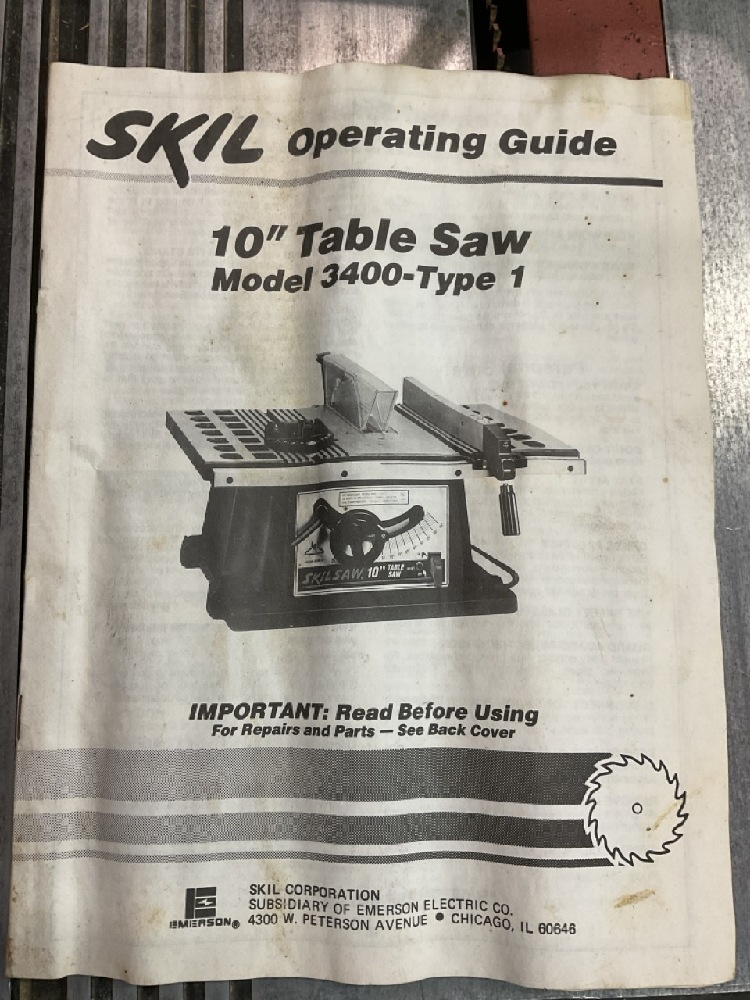 SKIL Operating Guide
10" Table Saw
Model 3400-Type 1
SKILSAW. 10" TABLE SAW
IMPORTANT: Read Before Using
For Repairs and Parts — See Back Cover
EMERSON®
SKIL CORPORATION
SUBSIDIARY OF EMERSON ELECTRIC CO.
4300 W. PETERSON AVENUE • CHICAGO, IL 60646